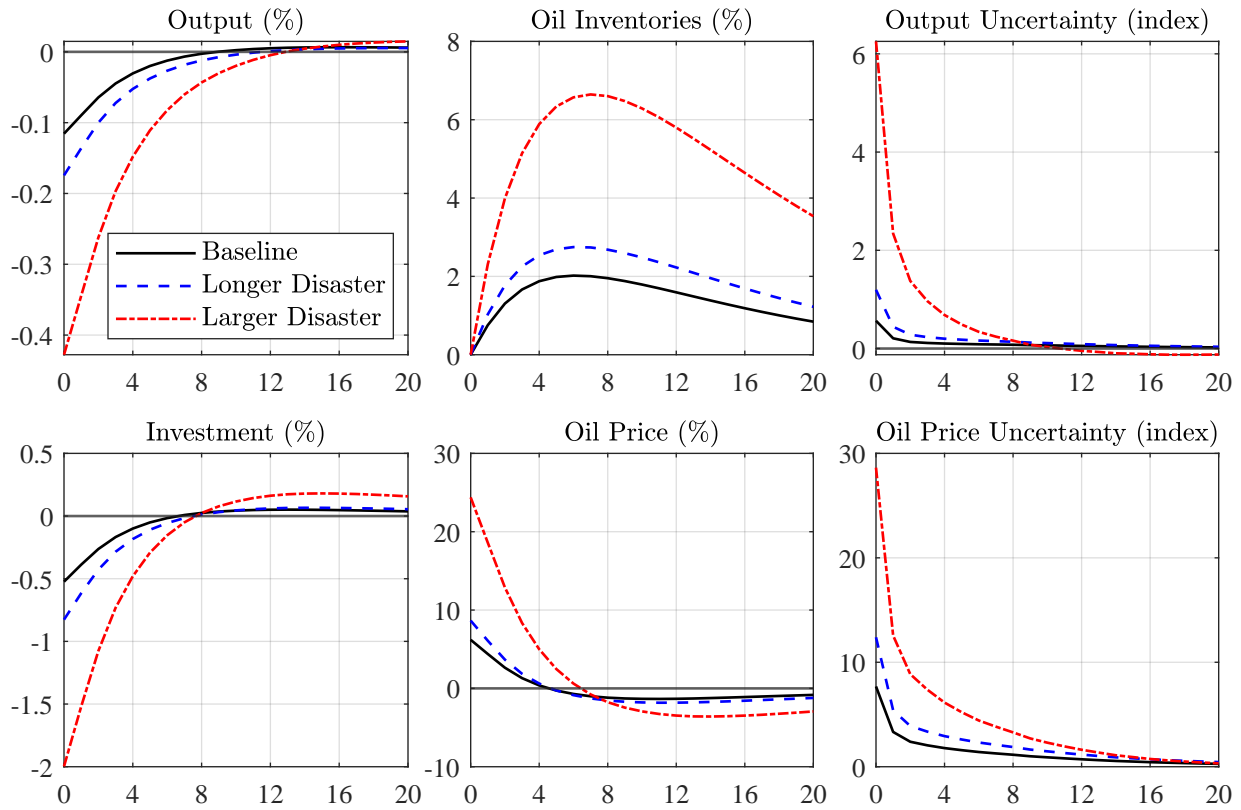 Output (%)
0
-0.1
-0.2
-0.3
-0.4
0 4 8 12 16 20
Baseline
Longer Disaster
Larger Disaster
Oil Inventories (%)
8
6
4
2
0
0 4 8 12 16 20
Output Uncertainty (index)
6
4
2
0
0 4 8 12 16 20
Investment (%)
0.5
0
-0.5
-1
-1.5
-2
0 4 8 12 16 20
Oil Price (%)
30
20
10
0
-10
0 4 8 12 16 20
Oil Price Uncertainty (index)
30
20
10
0
0 4 8 12 16 20